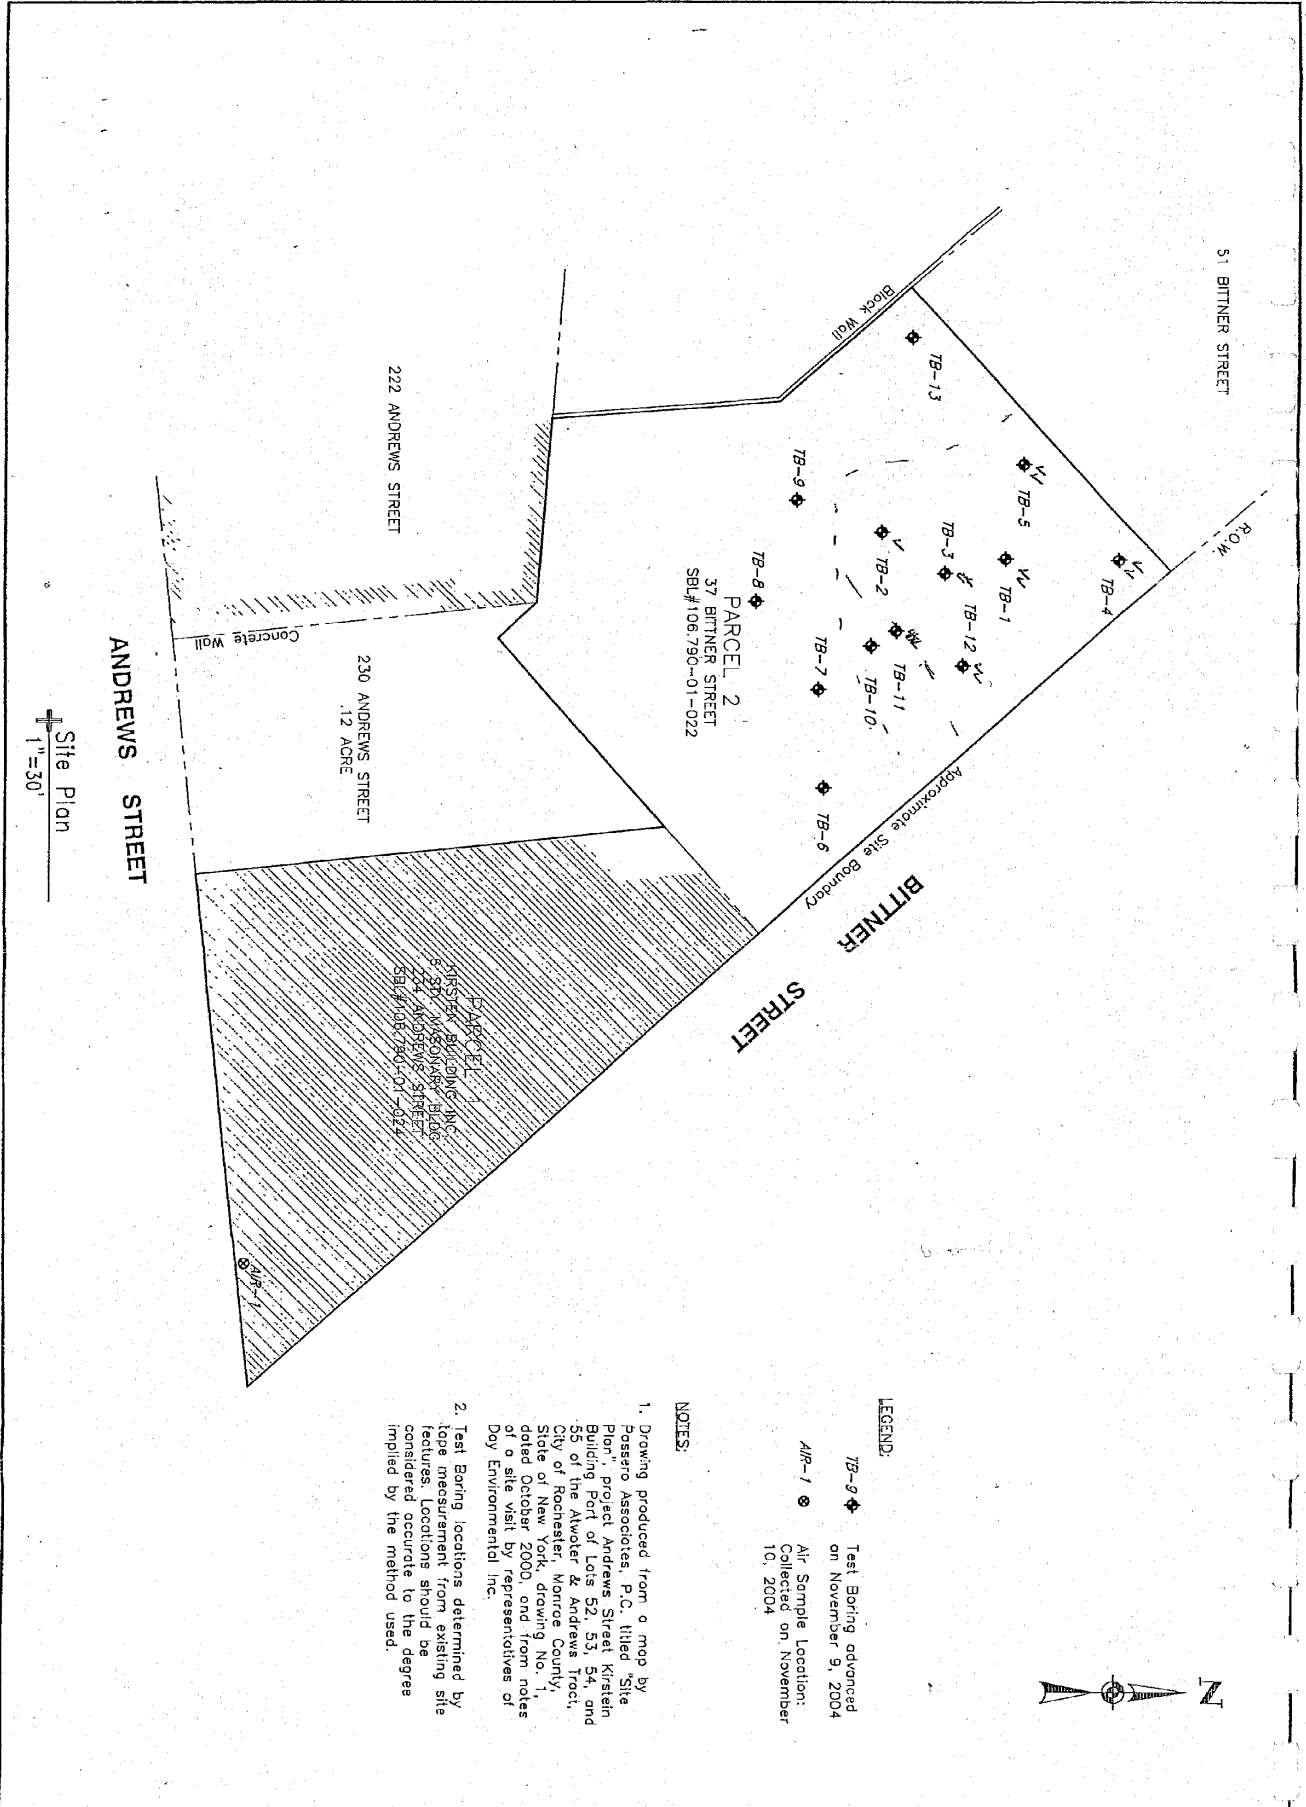 51 BITTNER STREET
R.O.W.
Block Wall
TB-13
TB-5
TB-4
TB-1
TB-3
TB-12
TB-9
TB-2
TB-11
TB-10
TB-8
TB-7
TB-6
PARCEL 2
37 BITTNER STREET
SBL#106.790-01-022
Approximate Site Boundary
BITTNER STREET
222 ANDREWS STREET
Concrete Wall
230 ANDREWS STREET
.12 ACRE
PARCEL 1
KIRSTEN BUILDING INC.
6 STY. MASONARY BLDG
234 ANDREWS STREET
SBL#106.790-01-024
AIR-1
ANDREWS STREET
Site Plan
1"=30'
N
LEGEND:
TB-9 Test Boring advanced
on November 9, 2004
AIR-1 Air Sample Location:
Collected on November
10, 2004
NOTES:
1. Drawing produced from a map by
Passero Associates, P.C. titled "Site
Plan", project Andrews Street Kirstein
Building Part of Lots 52, 53, 54, and
55 of the Atwater & Andrews Tract,
City of Rochester, Monroe County,
State of New York, drawing No. 1,
dated October 2000, and from notes
of a site visit by representatives of
Day Environmental Inc.
2. Test Boring locations determined by
tape measurement from existing site
features. Locations should be
considered accurate to the degree
implied by the method used.